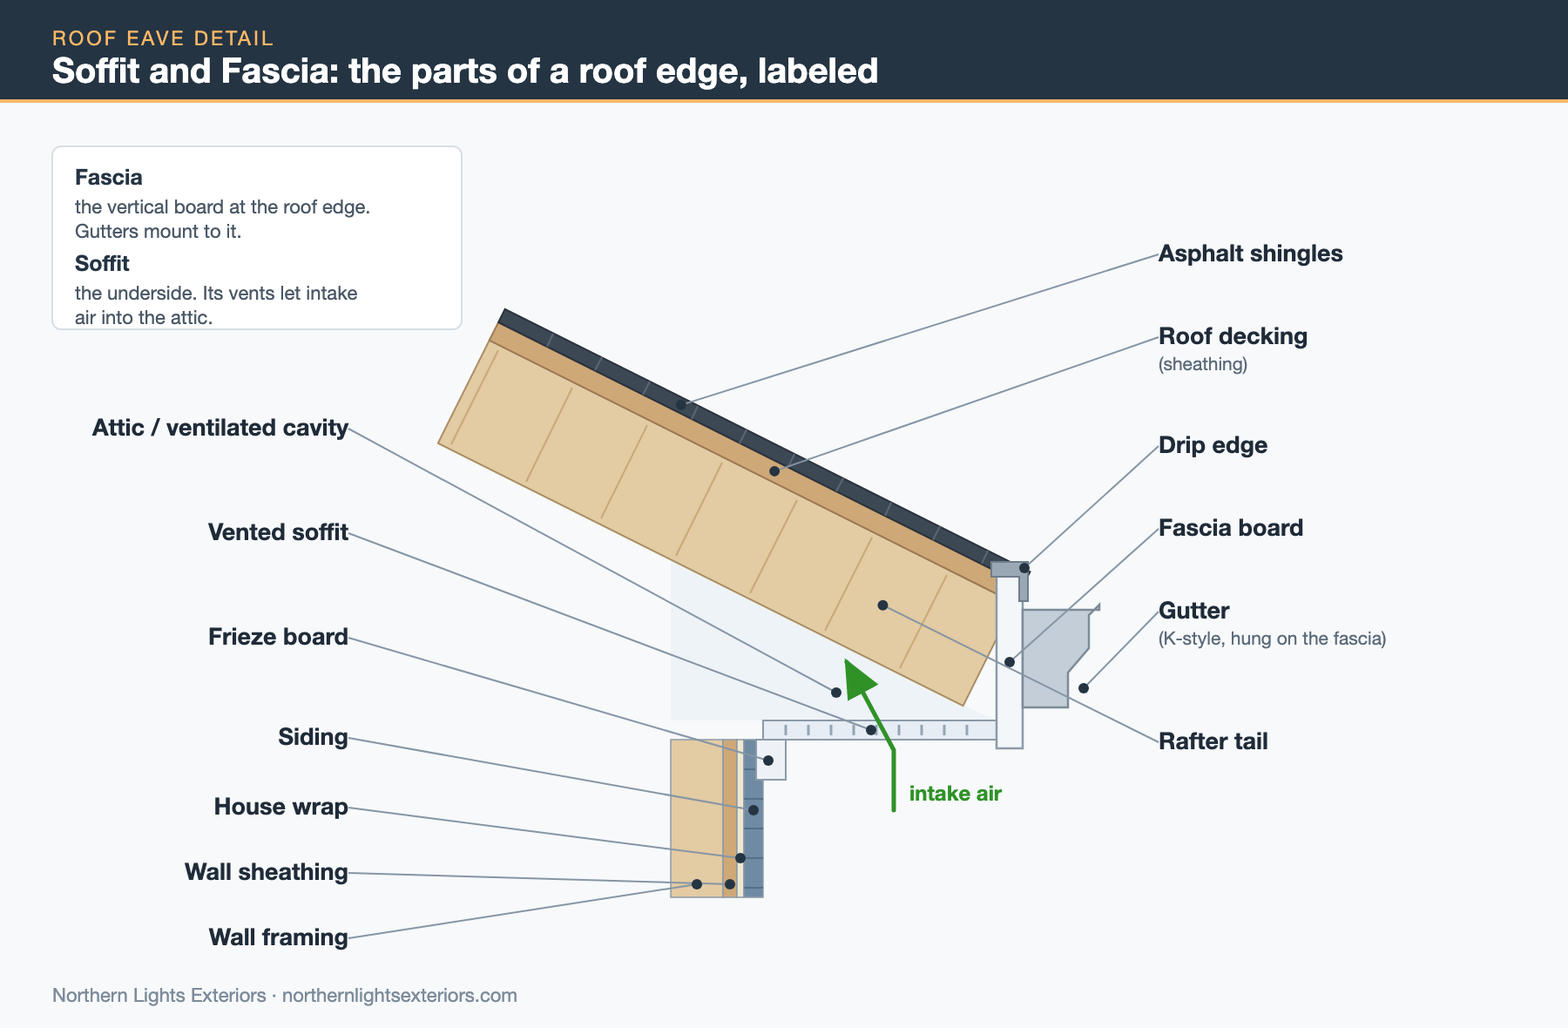 ROOF EAVE DETAIL
Soffit and Fascia: the parts of a roof edge, labeled
Fascia
the vertical board at the roof edge.
Gutters mount to it.
Soffit
the underside. Its vents let intake
air into the attic.
Attic / ventilated cavity
Vented soffit
Frieze board
Siding
House wrap
Wall sheathing
Wall framing
Asphalt shingles
Roof decking
(sheathing)
Drip edge
Fascia board
Gutter
(K-style, hung on the fascia)
Rafter tail
intake air
Northern Lights Exteriors · northernlightsexteriors.com